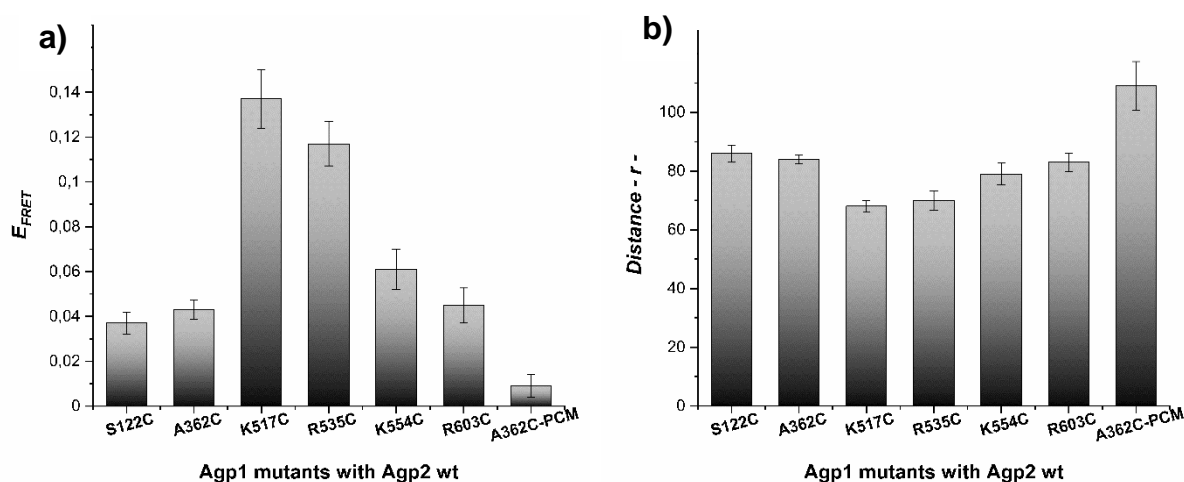 a)
E_FRET
0,14
0,12
0,1
0,08
0,06
0,04
0,02
0
S122C
A362C
K517C
R535C
K554C
R603C
A362C-PCM
Agp1 mutants with Agp2 wt
b)
Distance - r -
100
80
60
40
20
0
S122C
A362C
K517C
R535C
K554C
R603C
A362C-PCM
Agp1 mutants with Agp2 wt